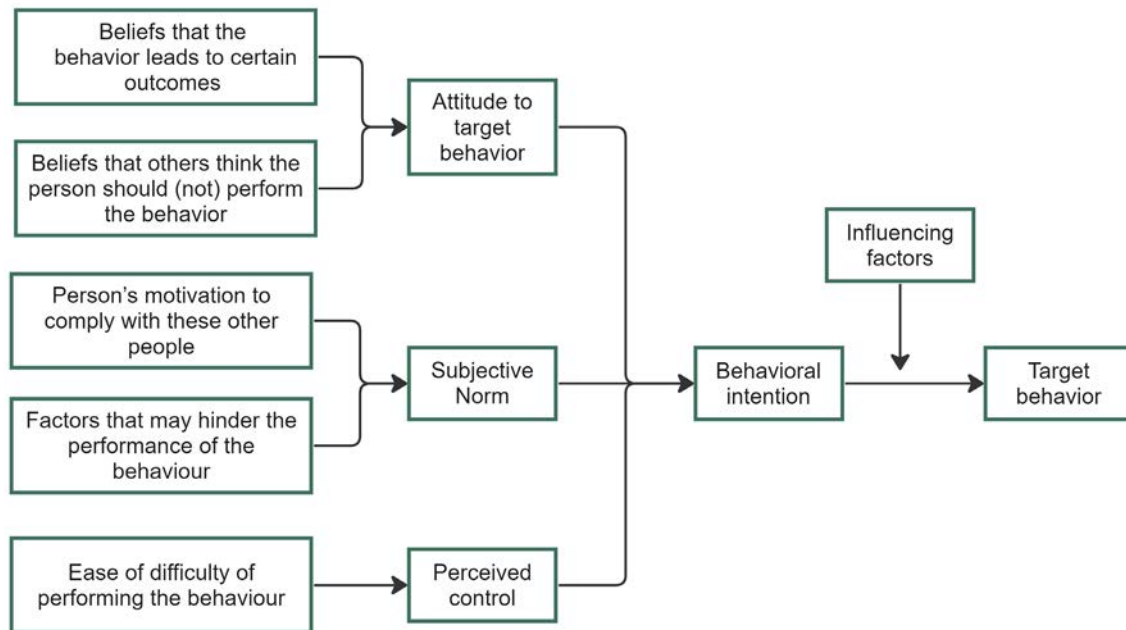 Beliefs that the
behavior leads to certain
outcomes
Beliefs that others think the
person should (not) perform
the behavior
Attitude to
target
behavior
Person's motivation to
comply with these other
people
Factors that may hinder the
performance of the
behaviour
Subjective
Norm
Ease of difficulty of
performing the behaviour
Perceived
control
Behavioral
intention
Influencing
factors
Target
behavior